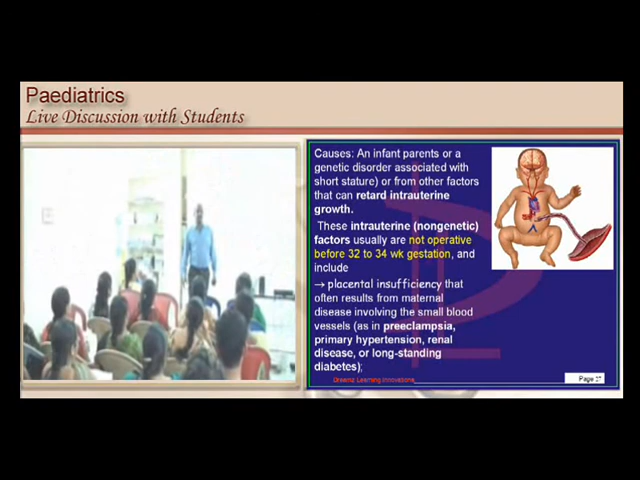 Paediatrics
Live Discussion with Students
Causes: An infant parents or a
genetic disorder associated with
short stature) or from other factors
that can retard intrauterine
growth.
These intrauterine (nongenetic)
factors usually are not operative
before 32 to 34 wk gestation, and
include
→ placental insufficiency that
often results from maternal
disease involving the small blood
vessels (as in preeclampsia,
primary hypertension, renal
disease, or long-standing
diabetes);
Learning Innovations
Page